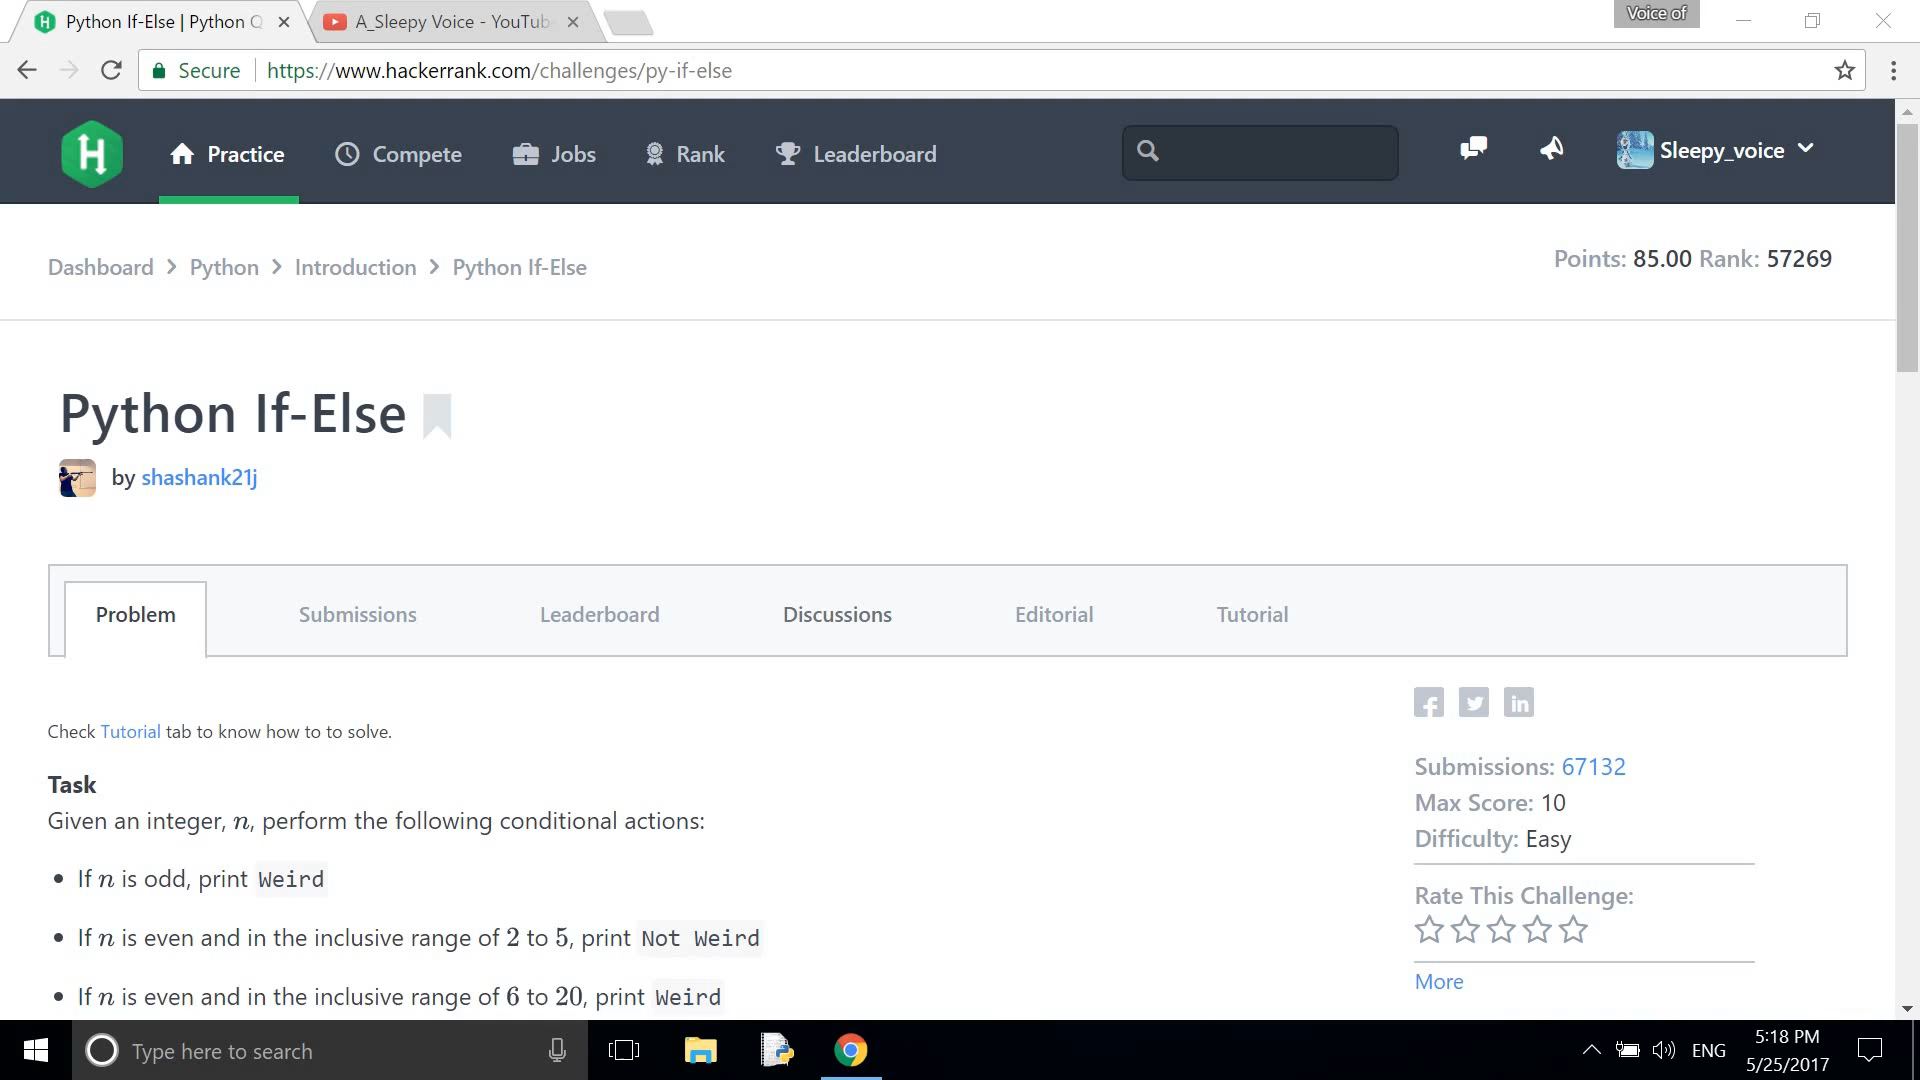 Python If-Else | Python Q
A_Sleepy Voice - YouTub
Voice of
Secure
https://www.hackerrank.com/challenges/py-if-else
H
Practice
Compete
Jobs
Rank
Leaderboard
Sleepy_voice
Dashboard > Python > Introduction > Python If-Else
Points: 85.00 Rank: 57269
Python If-Else
by shashank21j
Problem
Submissions
Leaderboard
Discussions
Editorial
Tutorial
Check Tutorial tab to know how to to solve.
Task
Given an integer, n, perform the following conditional actions:
• If n is odd, print Weird
• If n is even and in the inclusive range of 2 to 5, print Not Weird
• If n is even and in the inclusive range of 6 to 20, print Weird
Submissions: 67132
Max Score: 10
Difficulty: Easy
Rate This Challenge:
More
Type here to search
ENG
5:18 PM
5/25/2017